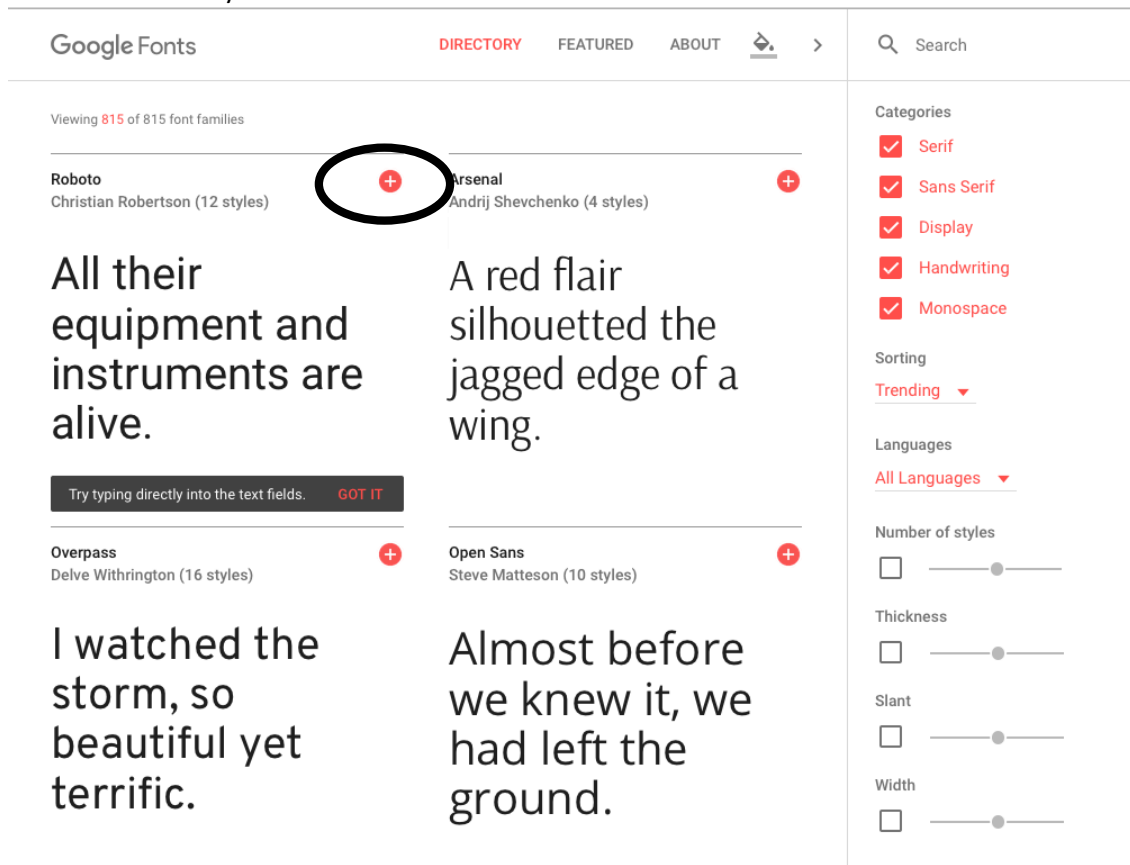 Google Fonts
DIRECTORY FEATURED ABOUT
Search
Viewing 815 of 815 font families
Roboto
Christian Robertson (12 styles)
All their
equipment and
instruments are
alive.
Try typing directly into the text fields. GOT IT
Arsenal
Andrij Shevchenko (4 styles)
A red flair
silhouetted the
jagged edge of a
wing.
Overpass
Delve Withrington (16 styles)
I watched the
storm, so
beautiful yet
terrific.
Open Sans
Steve Matteson (10 styles)
Almost before
we knew it, we
had left the
ground.
Categories
Serif
Sans Serif
Display
Handwriting
Monospace
Sorting
Trending
Languages
All Languages
Number of styles
Thickness
Slant
Width